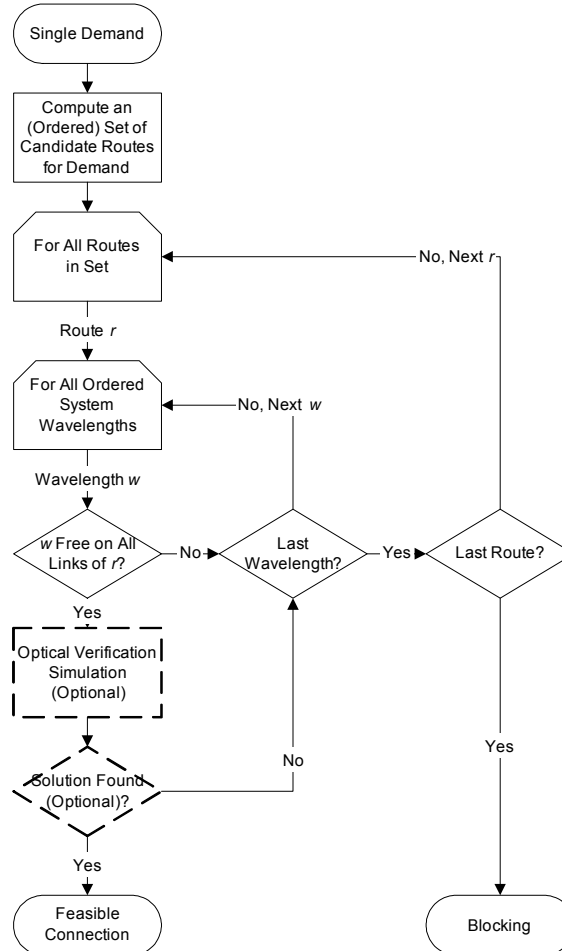 Single Demand
Compute an
(Ordered) Set of
Candidate Routes
for Demand
For All Routes
in Set
No, Next r
Route r
For All Ordered
System
Wavelengths
No, Next w
Wavelength w
w Free on All
Links of r?
No
Last
Wavelength?
Yes
Last Route?
Yes
Optical Verification
Simulation
(Optional)
No
Yes
Solution Found
(Optional)?
Yes
Feasible
Connection
Blocking